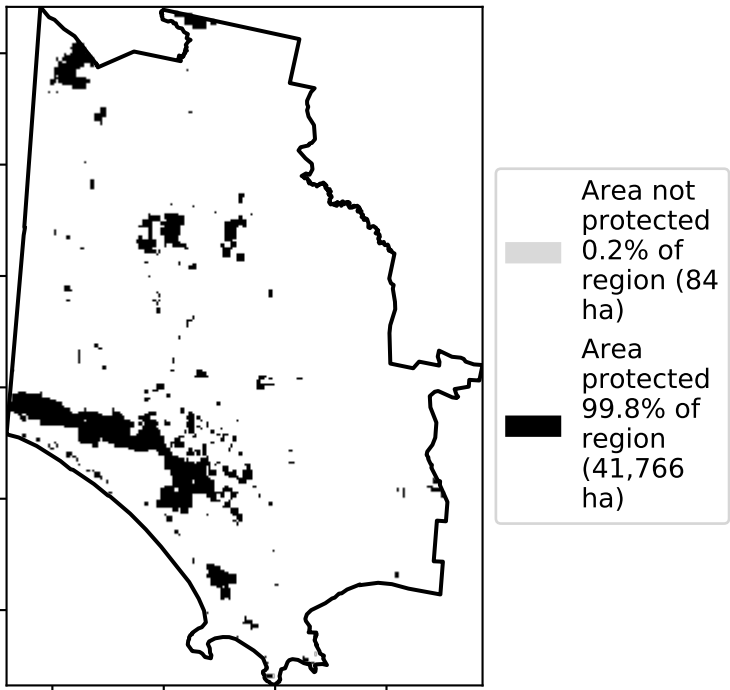 Area not
protected
0.2% of
region (84
ha)
Area
protected
99.8% of
region
(41,766
ha)